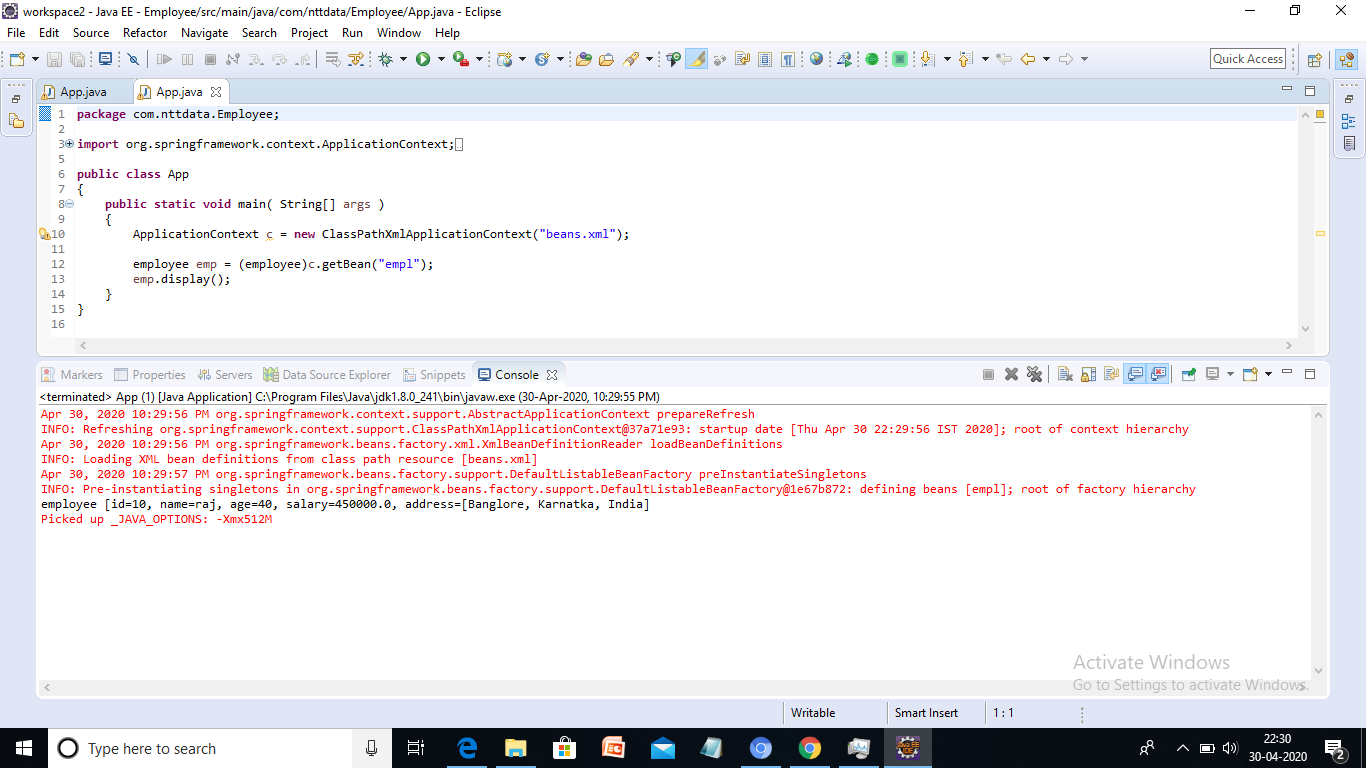 workspace2 - Java EE - Employee/src/main/java/com/nttdata/Employee/App.java - Eclipse
File Edit Source Refactor Navigate Search Project Run Window Help
Quick Access
App.java App.java
1 package com.nttdata.Employee;
2
3 import org.springframework.context.ApplicationContext;
5
6 public class App
7 {
8 public static void main( String[] args )
9 {
10 ApplicationContext c = new ClassPathXmlApplicationContext("beans.xml");
11
12 employee emp = (employee)c.getBean("empl");
13 emp.display();
14 }
15 }
16
Markers Properties Servers Data Source Explorer Snippets Console
<terminated> App (1) [Java Application] C:\Program Files\Java\jdk1.8.0_241\bin\javaw.exe (30-Apr-2020, 10:29:55 PM)
Apr 30, 2020 10:29:56 PM org.springframework.context.support.AbstractApplicationContext prepareRefresh
INFO: Refreshing org.springframework.context.support.ClassPathXmlApplicationContext@37a71e93: startup date [Thu Apr 30 22:29:56 IST 2020]; root of context hierarchy
Apr 30, 2020 10:29:56 PM org.springframework.beans.factory.xml.XmlBeanDefinitionReader loadBeanDefinitions
INFO: Loading XML bean definitions from class path resource [beans.xml]
Apr 30, 2020 10:29:57 PM org.springframework.beans.factory.support.DefaultListableBeanFactory preInstantiateSingletons
INFO: Pre-instantiating singletons in org.springframework.beans.factory.support.DefaultListableBeanFactory@1e67b872: defining beans [empl]; root of factory hierarchy
employee [id=10, name=raj, age=40, salary=450000.0, address=[Banglore, Karnatka, India]
Picked up _JAVA_OPTIONS: -Xmx512M
Activate Windows
Go to Settings to activate Windows.
Writable Smart Insert 1 : 1
Type here to search
22:30
30-04-2020
2